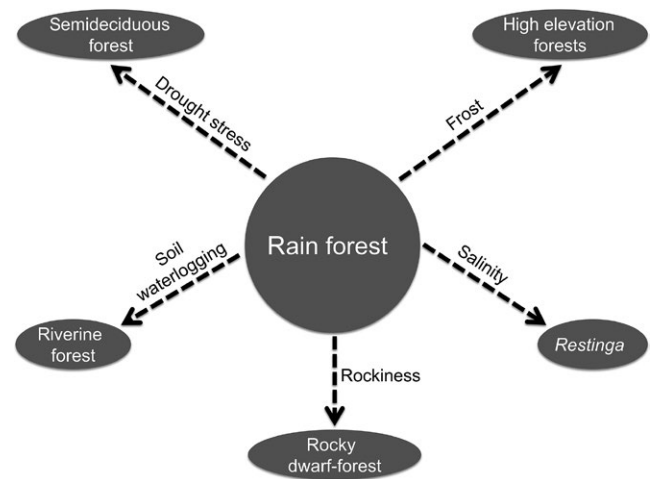 Semideciduous
forest
High elevation
forests
Drought stress
Frost
Rain forest
Soil
waterlogging
Salinity
Riverine
forest
Restinga
Rockiness
Rocky
dwarf-forest